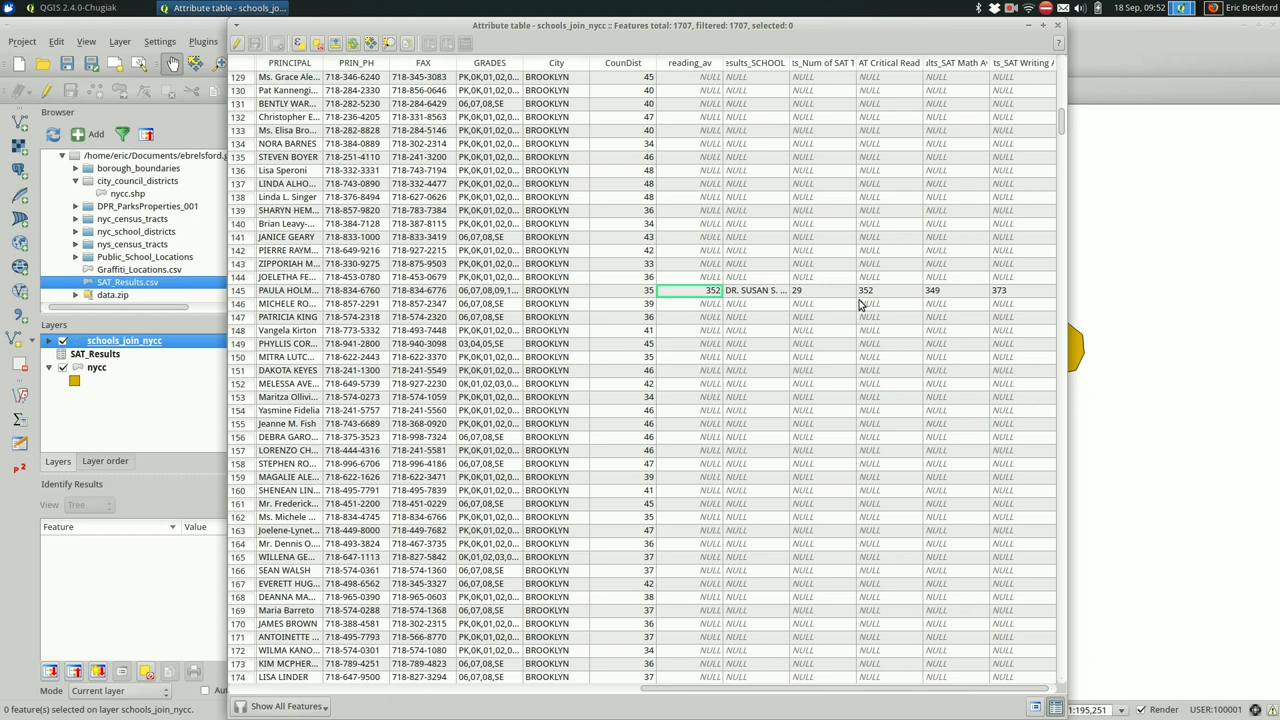 QGIS 2.4.0-Chugiak
Attribute table - schools_jo...
18 Sep, 09:52
Eric Brelsford
Project Edit View Layer Settings Plugins
Browser
Add
/home/eric/Documents/ebrelsford.g
borough_boundaries
city_council_districts
nycc.shp
DPR_ParksProperties_001
nyc_census_tracts
nyc_school_districts
nys_census_tracts
Public_School_Locations
Graffiti_Locations.csv
SAT_Results.csv
data.zip
Layers
schools_join_nycc
SAT_Results
nycc
Layers Layer order
Identify Results
View Tree
Feature Value
Mode Current layer Au
0 feature(s) selected on layer schools_join_nycc.
Attribute table - schools_join_nycc :: Features total: 1707, filtered: 1707, selected: 0
?
PRINCIPAL PRIN_PH FAX GRADES City CounDist reading_av esults_SCHOOL ts_Num of SAT T AT Critical Read ults_SAT Math A ts_SAT Writing A
129 Ms. Grace Ale... 718-346-6240 718-345-3083 PK,0K,01,02,0... BROOKLYN 45 NULL NULL NULL NULL NULL NULL
130 Pat Kannengi... 718-284-2330 718-856-0646 PK,0K,01,02,0... BROOKLYN 40 NULL NULL NULL NULL NULL NULL
131 BENTLY WAR... 718-282-5230 718-284-6429 06,07,08,SE BROOKLYN 40 NULL NULL NULL NULL NULL NULL
132 Christopher E... 718-236-4205 718-331-8563 PK,0K,01,02,0... BROOKLYN 47 NULL NULL NULL NULL NULL NULL
133 Ms. Elisa Bro... 718-282-8828 718-284-5146 PK,0K,01,02,0... BROOKLYN 40 NULL NULL NULL NULL NULL NULL
134 NORA BARNES 718-384-0889 718-302-2314 PK,0K,01,02,0... BROOKLYN 34 NULL NULL NULL NULL NULL NULL
135 STEVEN BOYER 718-251-4110 718-241-3200 PK,0K,01,02,0... BROOKLYN 46 NULL NULL NULL NULL NULL NULL
136 Lisa Speroni 718-332-3331 718-743-7194 PK,0K,01,02,0... BROOKLYN 48 NULL NULL NULL NULL NULL NULL
137 LINDA ALHO... 718-743-0890 718-332-4477 PK,0K,01,02,0... BROOKLYN 48 NULL NULL NULL NULL NULL NULL
138 Linda L. Singer 718-376-8494 718-627-0626 PK,0K,01,02,0... BROOKLYN 48 NULL NULL NULL NULL NULL NULL
139 SHARYN HEM... 718-857-9820 718-783-7384 PK,0K,01,02,0... BROOKLYN 36 NULL NULL NULL NULL NULL NULL
140 Brian Leavy-... 718-384-7128 718-387-8115 PK,0K,01,02,0... BROOKLYN 34 NULL NULL NULL NULL NULL NULL
141 JANICE GEARY 718-833-1000 718-833-3419 06,07,08,SE BROOKLYN 43 NULL NULL NULL NULL NULL NULL
142 PIERRE RAYM... 718-649-9216 718-927-2215 PK,0K,01,02,0... BROOKLYN 42 NULL NULL NULL NULL NULL NULL
143 ZIPPORIAH M... 718-330-9275 718-875-9503 PK,0K,01,02,0... BROOKLYN 33 NULL NULL NULL NULL NULL NULL
144 JOELETHA FE... 718-453-0780 718-453-0679 PK,0K,01,02,0... BROOKLYN 36 NULL NULL NULL NULL NULL NULL
145 PAULA HOLM... 718-834-6760 718-834-6776 06,07,08,09,1... BROOKLYN 35 352 DR. SUSAN S. ... 29 352 349 373
146 MICHELE RO... 718-857-2291 718-857-2347 06,07,08,SE BROOKLYN 39 NULL NULL NULL NULL NULL NULL
147 PATRICIA KING 718-574-2318 718-574-2320 PK,0K,01,02,0... BROOKLYN 36 NULL NULL NULL NULL NULL NULL
148 Vangela Kirton 718-773-5332 718-493-7448 PK,0K,01,02,0... BROOKLYN 41 NULL NULL NULL NULL NULL NULL
149 PHYLLIS COR... 718-941-2800 718-940-3098 03,04,05,SE BROOKLYN 45 NULL NULL NULL NULL NULL NULL
150 MITRA LUTC... 718-622-2443 718-622-3370 PK,0K,01,02,0... BROOKLYN 35 NULL NULL NULL NULL NULL NULL
151 DAKOTA KEYES 718-241-1300 718-241-5549 PK,0K,01,02,0... BROOKLYN 46 NULL NULL NULL NULL NULL NULL
152 MELESSA AVE... 718-649-5739 718-927-2230 0K,01,02,03,0... BROOKLYN 42 NULL NULL NULL NULL NULL NULL
153 Maritza Ollivi... 718-574-0273 718-574-1059 PK,0K,01,02,0... BROOKLYN 34 NULL NULL NULL NULL NULL NULL
154 Yasmine Fidelia 718-241-5757 718-241-5560 PK,0K,01,02,0... BROOKLYN 46 NULL NULL NULL NULL NULL NULL
155 Jeanne M. Fish 718-743-6689 718-368-0920 PK,0K,01,02,0... BROOKLYN 46 NULL NULL NULL NULL NULL NULL
156 DEBRA GARO... 718-375-3523 718-998-7324 06,07,08,SE BROOKLYN 46 NULL NULL NULL NULL NULL NULL
157 LORENZO CH... 718-444-4316 718-241-5581 PK,0K,01,02,0... BROOKLYN 46 NULL NULL NULL NULL NULL NULL
158 STEPHEN RO... 718-996-6706 718-996-4186 06,07,08,SE BROOKLYN 47 NULL NULL NULL NULL NULL NULL
159 MAGALIE ALE... 718-622-1626 718-622-3471 PK,0K,01,02,0... BROOKLYN 39 NULL NULL NULL NULL NULL NULL
160 SHENEAN LIN... 718-495-7791 718-495-7839 PK,0K,01,02,0... BROOKLYN 41 NULL NULL NULL NULL NULL NULL
161 Mr. Frederick... 718-451-2200 718-451-0229 06,07,08,SE BROOKLYN 45 NULL NULL NULL NULL NULL NULL
162 Ms. Michele ... 718-834-4745 718-834-6766 PK,0K,01,02,0... BROOKLYN 35 NULL NULL NULL NULL NULL NULL
163 Joelene-Lynet... 718-449-8000 718-449-7682 PK,0K,01,02,0... BROOKLYN 47 NULL NULL NULL NULL NULL NULL
164 Mr. Dennis O... 718-493-3824 718-467-3735 PK,0K,01,02,0... BROOKLYN 36 NULL NULL NULL NULL NULL NULL
165 WILLENA GE... 718-647-1113 718-827-5842 0K,01,02,03,0... BROOKLYN 37 NULL NULL NULL NULL NULL NULL
166 SEAN WALSH 718-574-0361 718-574-1360 06,07,08,SE BROOKLYN 37 NULL NULL NULL NULL NULL NULL
167 EVERETT HUG... 718-498-6562 718-345-3327 06,07,08,SE BROOKLYN 42 NULL NULL NULL NULL NULL NULL
168 DEANNA MA... 718-965-0390 718-965-0603 PK,0K,01,02,0... BROOKLYN 38 NULL NULL NULL NULL NULL NULL
169 Maria Barreto 718-574-0288 718-574-1368 PK,0K,01,02,0... BROOKLYN 37 NULL NULL NULL NULL NULL NULL
170 JAMES BROWN 718-388-4581 718-302-2315 PK,0K,01,02,0... BROOKLYN 36 NULL NULL NULL NULL NULL NULL
171 ANTOINETTE ... 718-495-7793 718-566-8770 PK,0K,01,02,0... BROOKLYN 37 NULL NULL NULL NULL NULL NULL
172 WILMA KANO... 718-574-0301 718-574-1080 PK,0K,01,02,0... BROOKLYN 34 NULL NULL NULL NULL NULL NULL
173 KIM MCPHER... 718-789-4251 718-789-4823 06,07,08,SE BROOKLYN 36 NULL NULL NULL NULL NULL NULL
174 LISA LINDER 718-647-9500 718-827-3294 PK,0K,01,02,0... BROOKLYN 37 NULL NULL NULL NULL NULL NULL
Show All Features
1:195,251 Render USER:100001